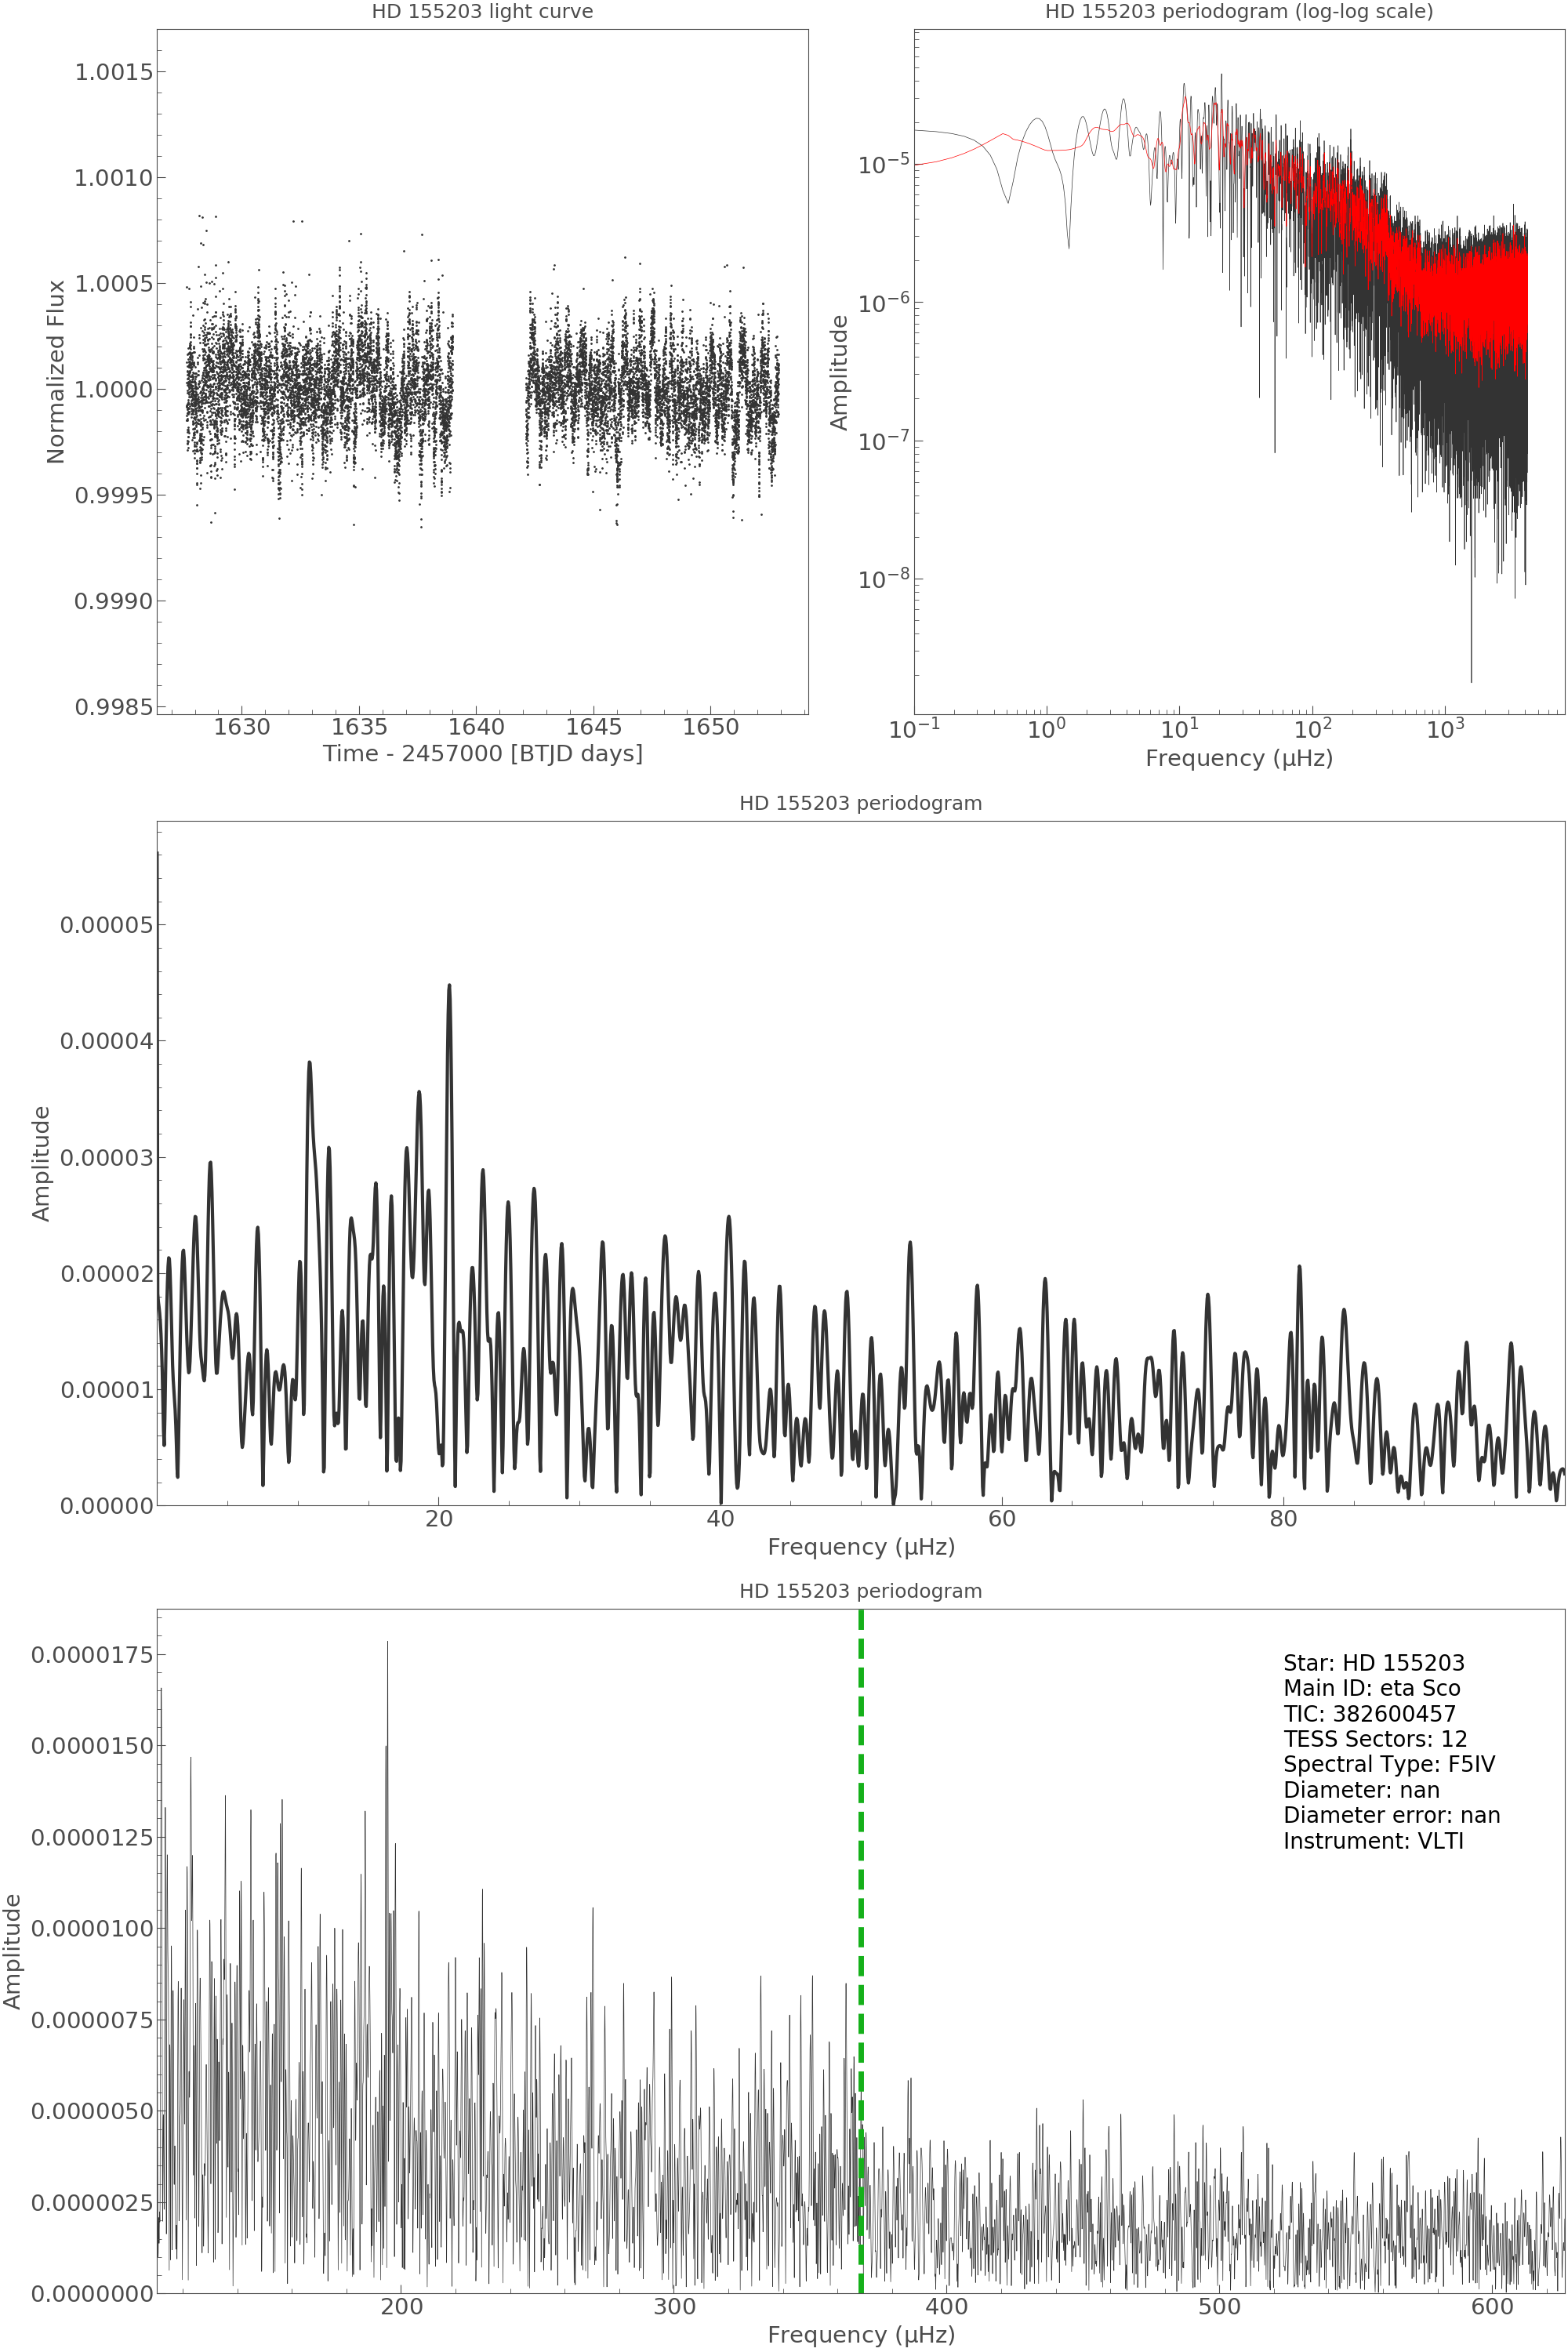 HD 155203 light curve
1.0015
1.0010
1.0005
1.0000
0.9995
0.9990
0.9985
Normalized Flux
1630 1635 1640 1645 1650
Time - 2457000 [BTJD days]
HD 155203 periodogram (log-log scale)
10⁻⁵
10⁻⁶
10⁻⁷
10⁻⁸
Amplitude
10⁻¹ 10⁰ 10¹ 10² 10³
Frequency (μHz)
HD 155203 periodogram
0.00005
0.00004
0.00003
0.00002
0.00001
0.00000
Amplitude
20 40 60 80
Frequency (μHz)
HD 155203 periodogram
0.0000175
0.0000150
0.0000125
0.0000100
0.0000075
0.0000050
0.0000025
0.0000000
Amplitude
Star: HD 155203
Main ID: eta Sco
TIC: 382600457
TESS Sectors: 12
Spectral Type: F5IV
Diameter: nan
Diameter error: nan
Instrument: VLTI
200 300 400 500 600
Frequency (μHz)